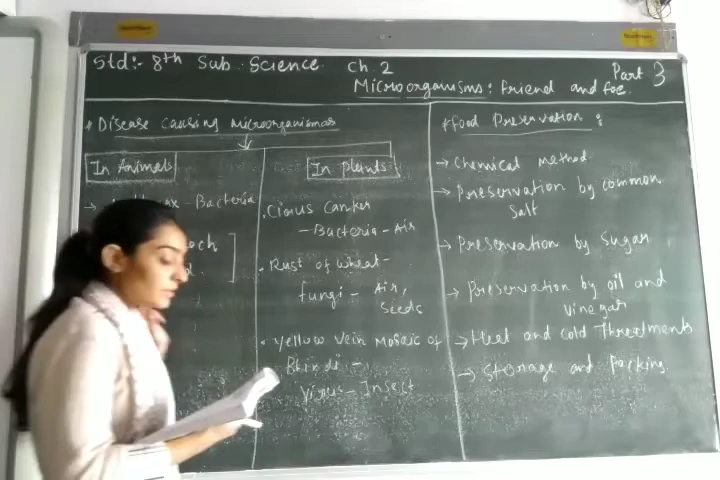 Std:- 8th Sub. Science. Ch. 2 Part 3
Microorganisms: friend and foe.
Disease causing microorganismas
In Animals
Bacteria
In plants
Citrus Canker
- Bacteria - Air
Rust of wheat -
fungi - Air,
Seeds
Yellow vein Mosaic of
Bhindi -
Virus - Insect
* Food Preservation :
→ Chemical method
→ Preservation by common
Salt
→ Preservation by Sugar
→ Preservation by oil and
vinegar
→ Heat and cold Threatments
→ Storage and Packing